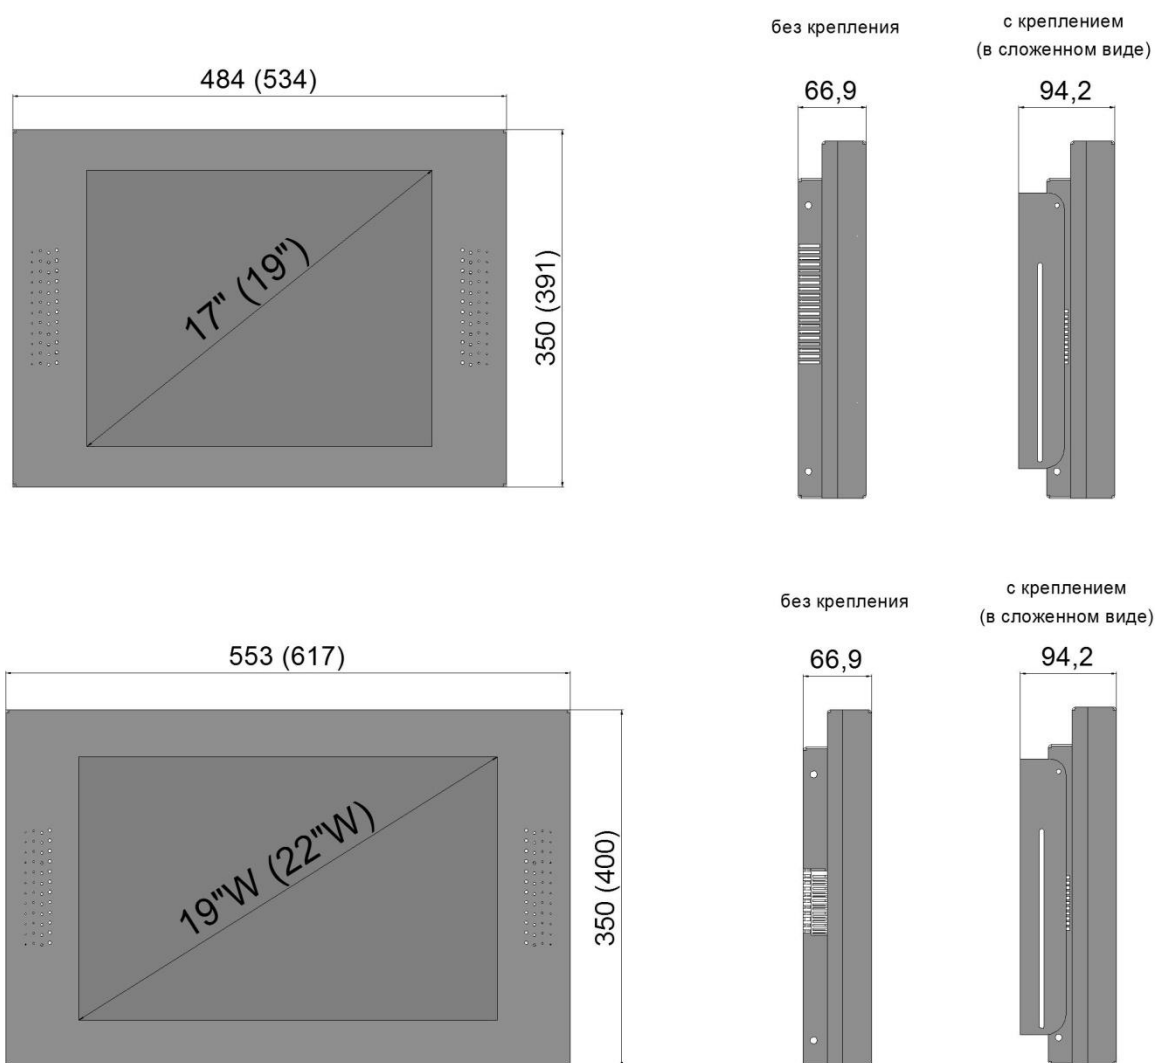 без крепления
с креплением
(в сложенном виде)
484 (534)
66,9
94,2
17" (19")
350 (391)
без крепления
с креплением
(в сложенном виде)
553 (617)
66,9
94,2
19"W (22"W)
350 (400)